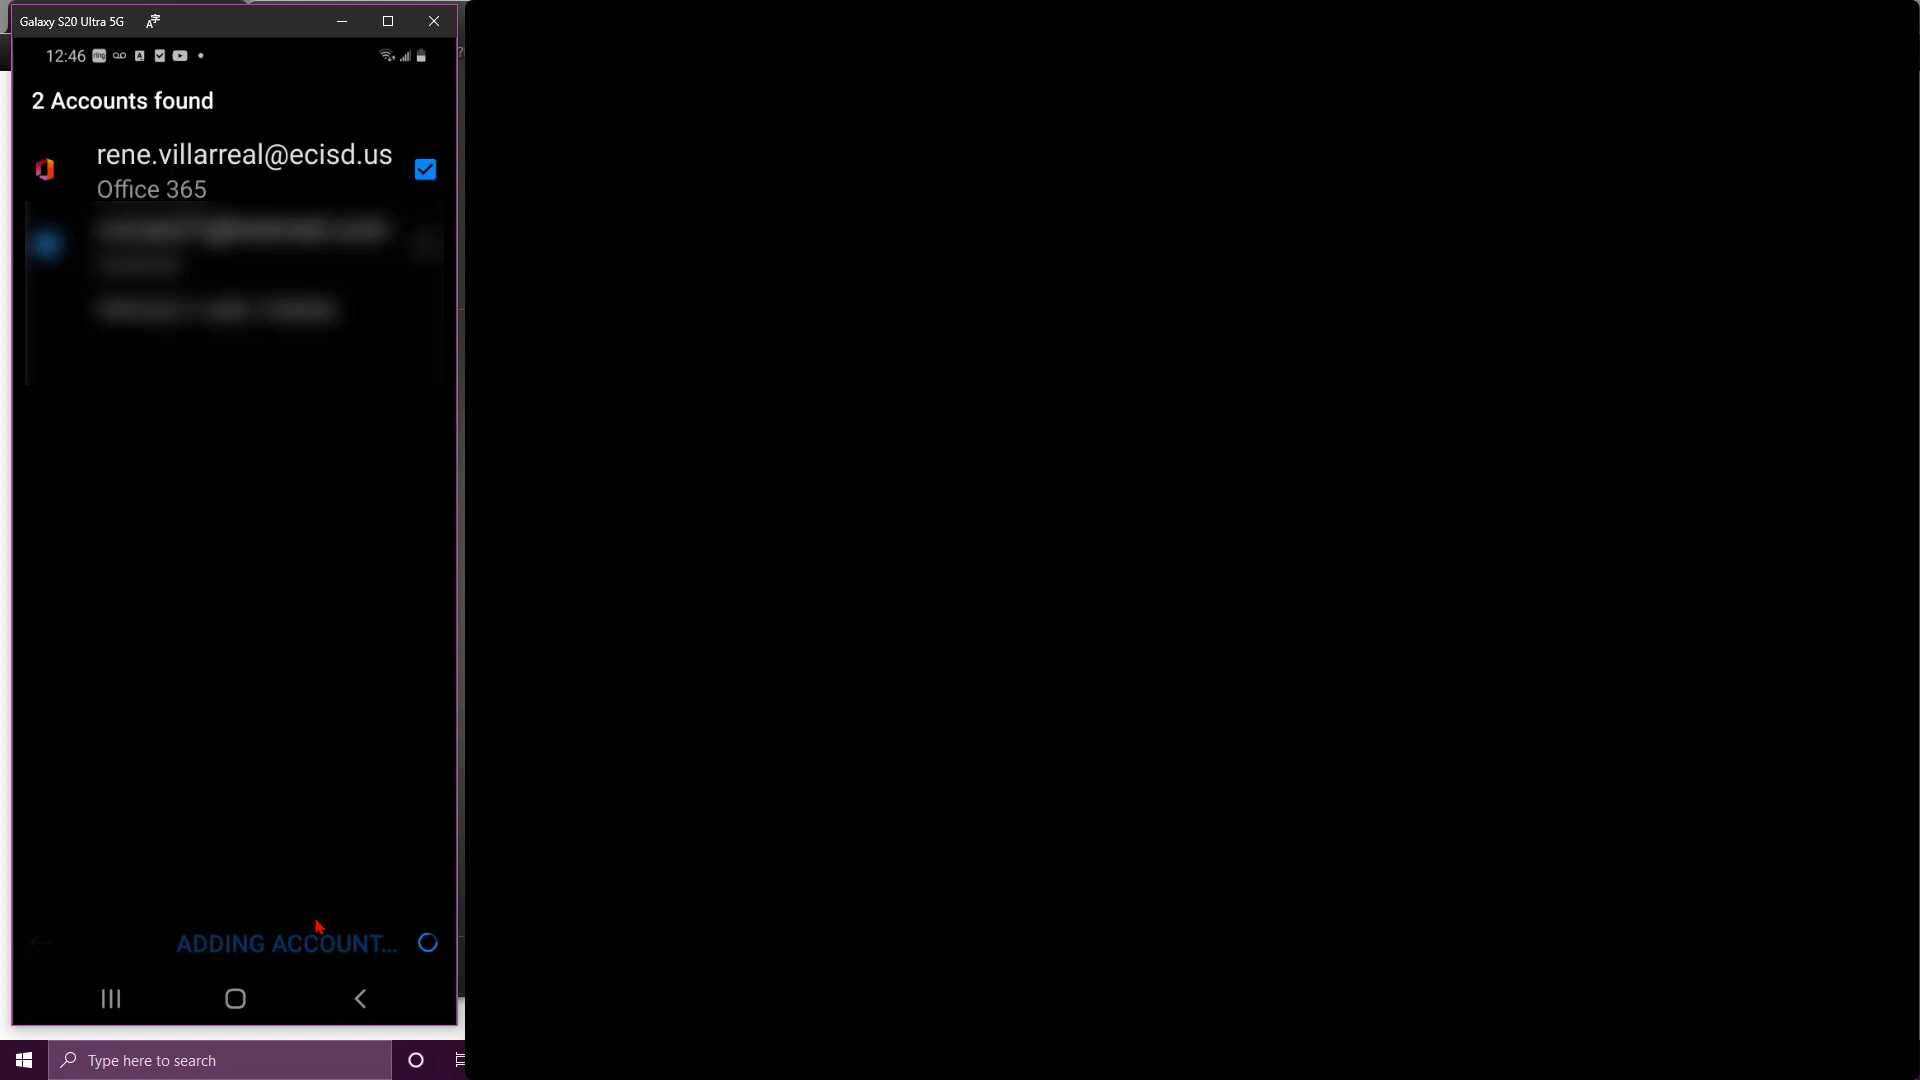 Galaxy S20 Ultra 5G
12:46
2 Accounts found
rene.villarreal@ecisd.us
Office 365
ADDING ACCOUNT...
Type here to search